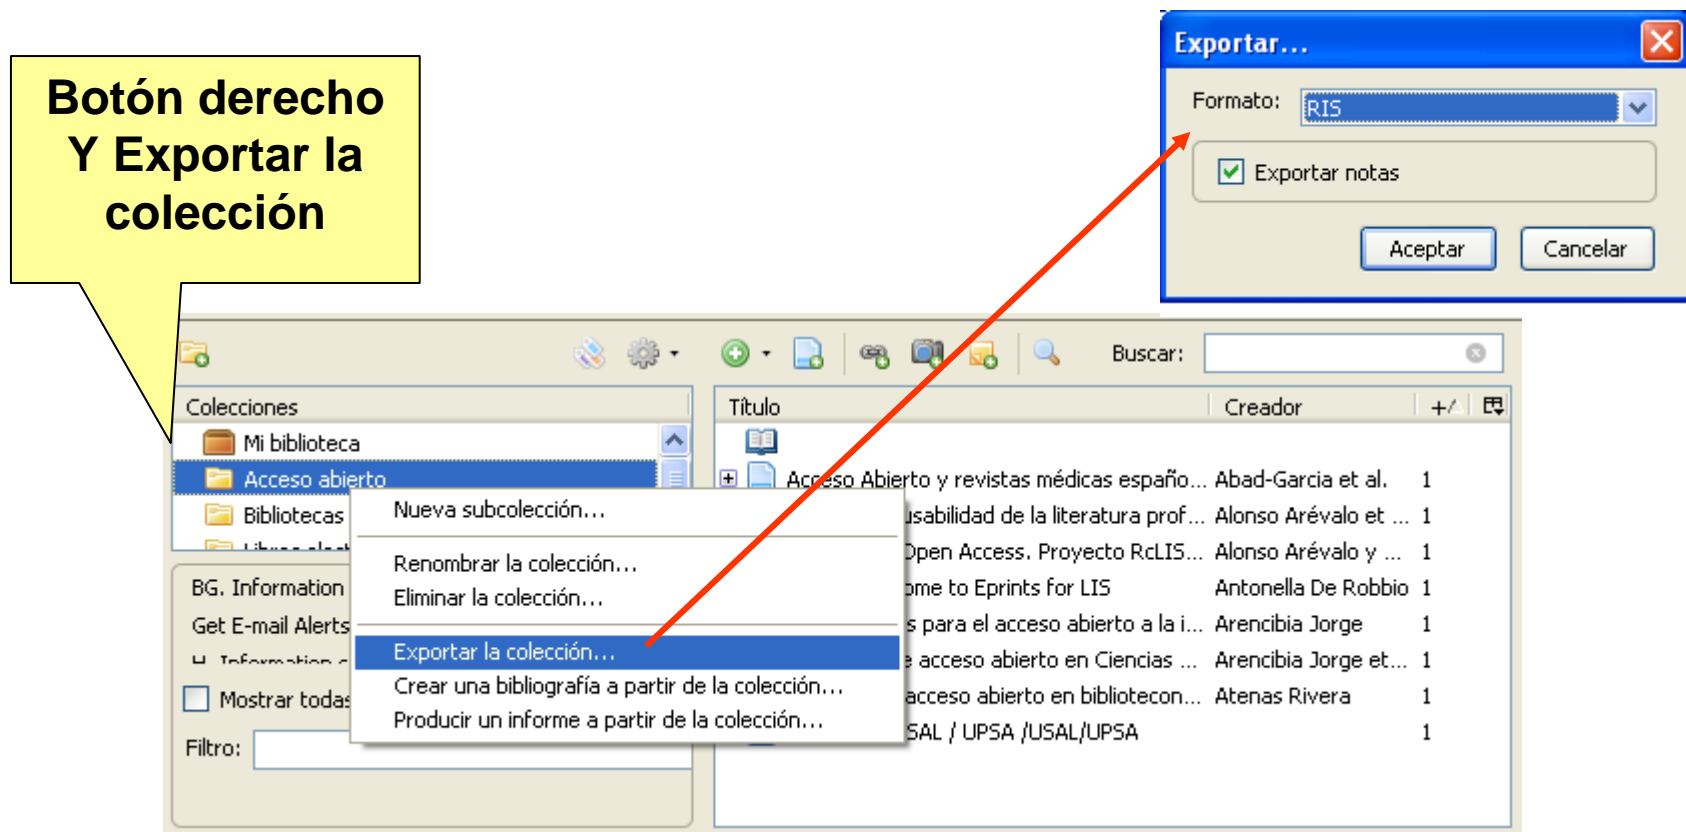 Botón derecho
Y Exportar la
colección
Exportar...
Formato:
RIS
Exportar notas
Aceptar
Cancelar
Buscar:
Colecciones
Mi biblioteca
Acceso abierto
Bibliotecas
BG. Information
Get E-mail Alerts
Mostrar todas
Filtro:
Nueva subcolección...
Renombrar la colección...
Eliminar la colección...
Exportar la colección...
Crear una bibliografía a partir de la colección...
Producir un informe a partir de la colección...
Título Creador +
Acceso Abierto y revistas médicas españo... Abad-Garcia et al. 1
usabilidad de la literatura prof... Alonso Arévalo et ... 1
Open Access. Proyecto RcLIS... Alonso Arévalo y ... 1
ome to Eprints for LIS Antonella De Robbio 1
s para el acceso abierto a la i... Arencibia Jorge 1
e acceso abierto en Ciencias ... Arencibia Jorge et... 1
acceso abierto en bibliotecon... Atenas Rivera 1
SAL / UPSA /USAL/UPSA 1